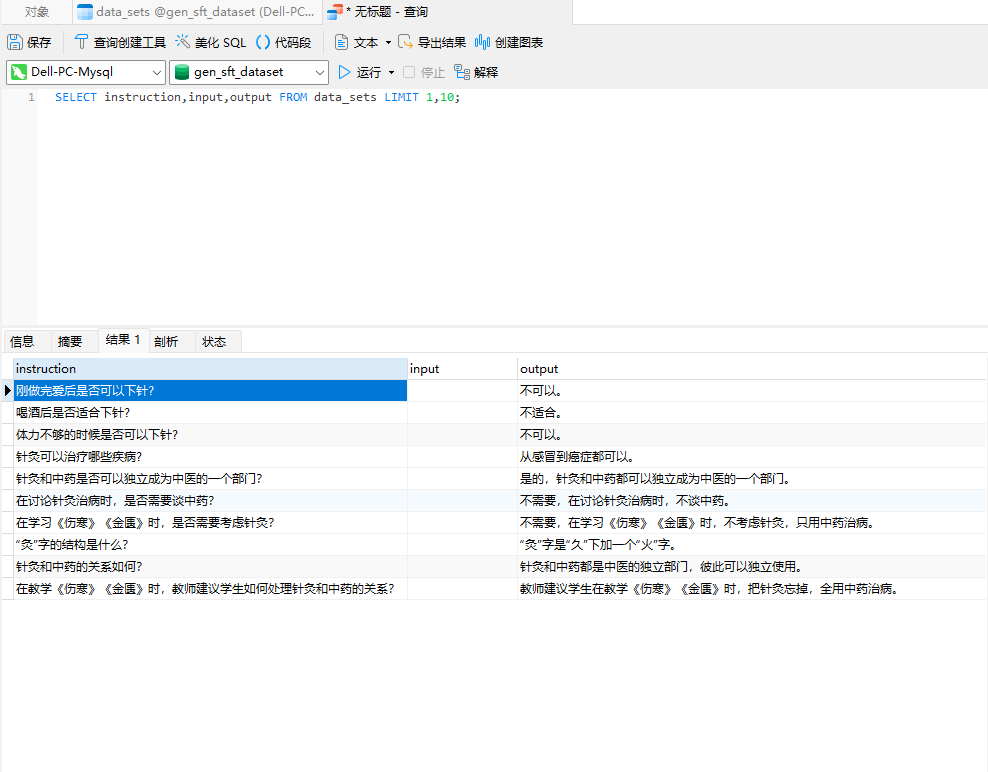 对象 data_sets @gen_sft_dataset (Dell-PC... * 无标题 - 查询
保存 查询创建工具 美化 SQL () 代码段 文本 导出结果 创建图表
Dell-PC-Mysql gen_sft_dataset 运行 停止 解释
1 SELECT instruction,input,output FROM data_sets LIMIT 1,10;
信息 摘要 结果 1 剖析 状态
instruction input output
刚做完爱后是否可以下针? 不可以。
喝酒后是否适合下针? 不适合。
体力不够的时候是否可以下针? 不可以。
针灸可以治疗哪些疾病? 从感冒到癌症都可以。
针灸和中药是否可以独立成为中医的一个部门? 是的，针灸和中药都可以独立成为中医的一个部门。
在讨论针灸治病时，是否需要谈中药? 不需要，在讨论针灸治病时，不谈中药。
在学习《伤寒》《金匮》时，是否需要考虑针灸? 不需要，在学习《伤寒》《金匮》时，不考虑针灸，只用中药治病。
“灸”字的结构是什么? “灸”字是“久”下加一个“火”字。
针灸和中药的关系如何? 针灸和中药都是中医的独立部门，彼此可以独立使用。
在教学《伤寒》《金匮》时，教师建议学生如何处理针灸和中药的关系? 教师建议学生在教学《伤寒》《金匮》时，把针灸忘掉，全用中药治病。